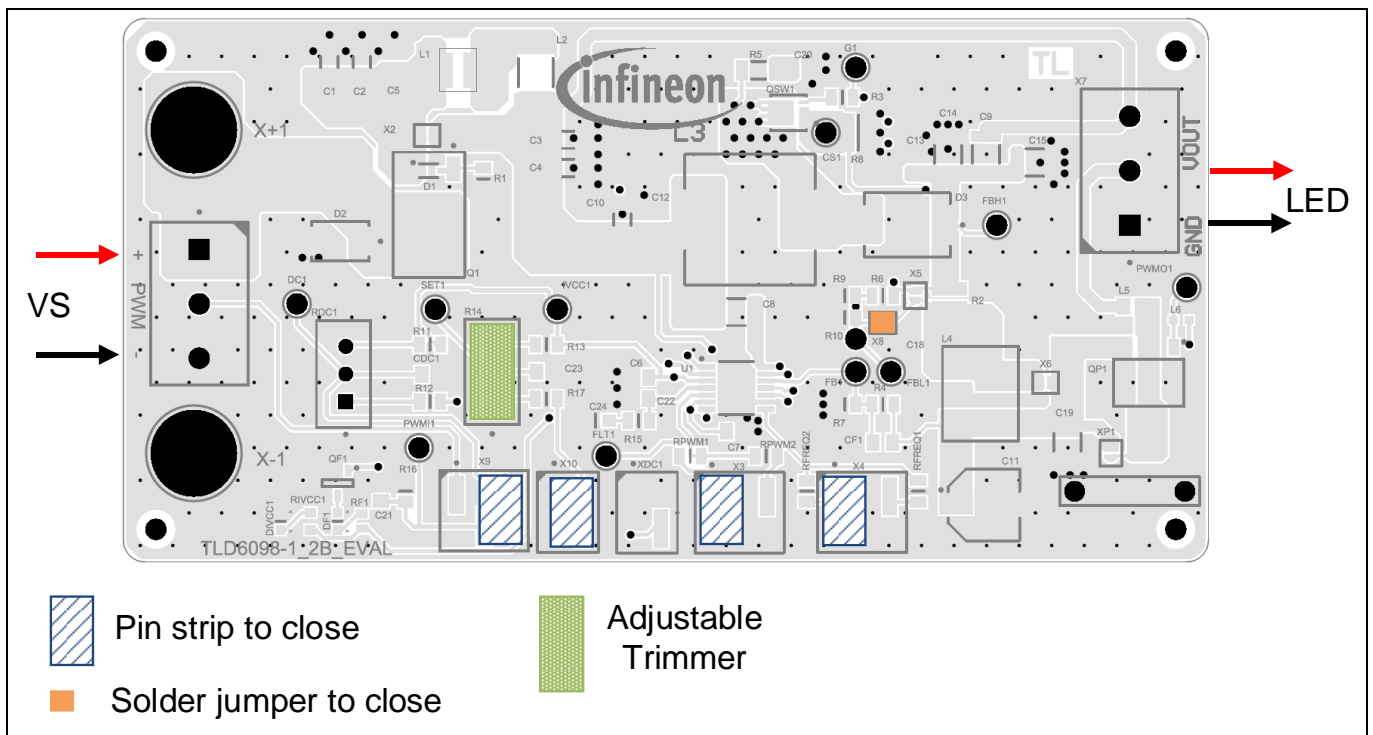 L1
L2
C1
C2
C5
X2
X+1
infineon
L3
R5
C20
G1
QSW1
R3
CS1
R8
TL
X7
C14
C9
C13
C15
VOUT
GND
LED
C3
C4
D1
R1
C10
C12
D3
FBH1
D2
Q1
+
PWM
-
VS
DC1
RDC1
SET1
R14
IVCC1
R11
CDC1
R12
R13
C23
R17
C8
C6
U1
C22
C24
R15
FLT1
R9
R6
X5
R2
R10
X8
C18
FBL1
R4
R7
CF1
L4
X6
PWMO1
L5
L6
QP1
C19
XP1
X-1
PWMI1
QF1
R16
X9
X10
XDC1
RPWM1
C7
RPWM2
X3
RFREQ2
X4
RFREQ1
C11
DIVCC1
RIVCC1
DF1
RF1
C21
TLD6098-1_2B_EVAL
Pin strip to close
Solder jumper to close
Adjustable
Trimmer